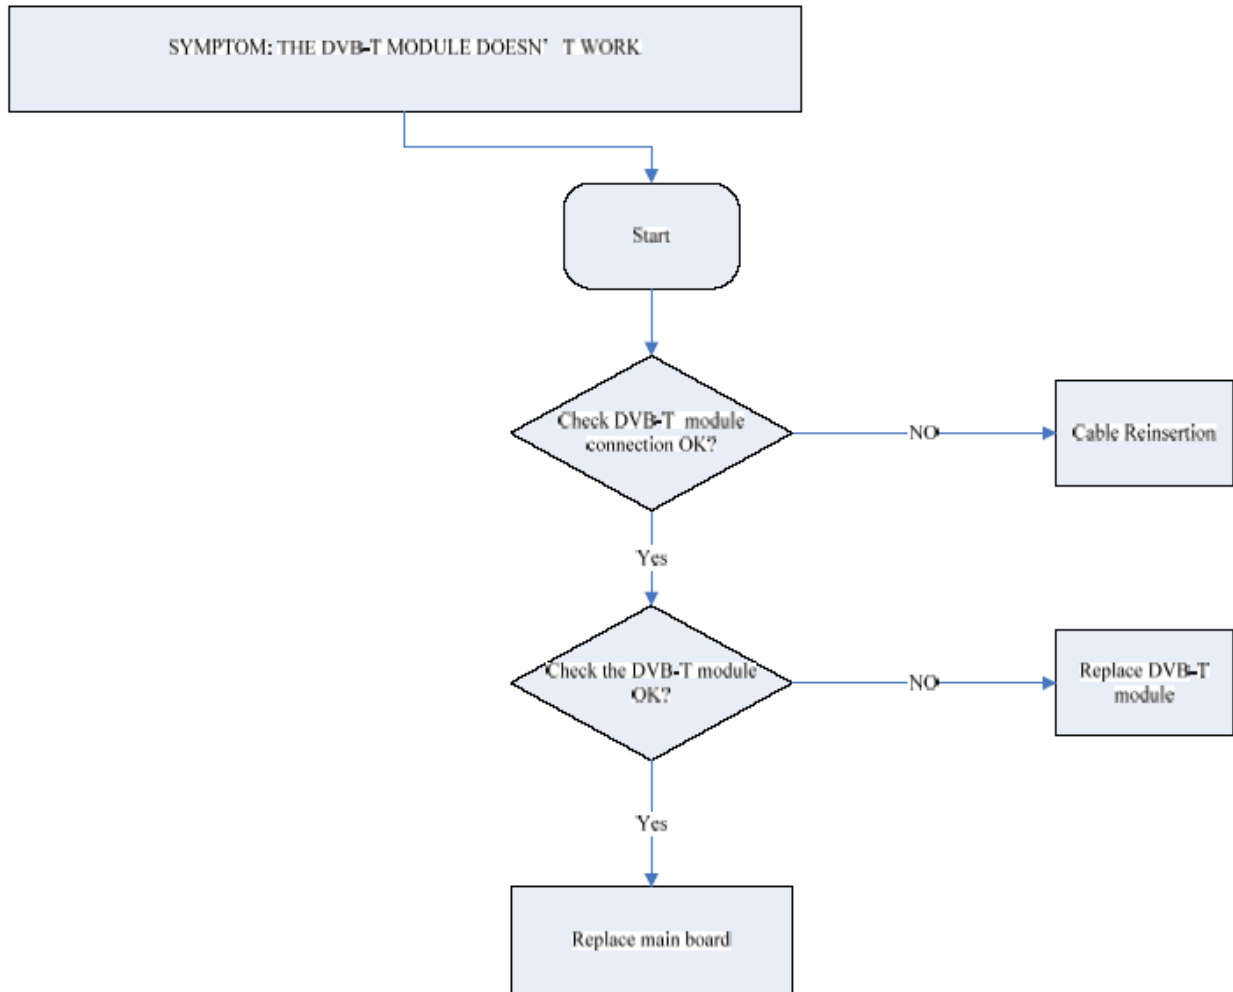 SYMPTOM: THE DVB-T MODULE DOESN’ T WORK
Start
Check DVB-T module
connection OK?
NO
Cable Reinsertion
Yes
Check the DVB-T module
OK?
NO
Replace DVB-T
module
Yes
Replace main board